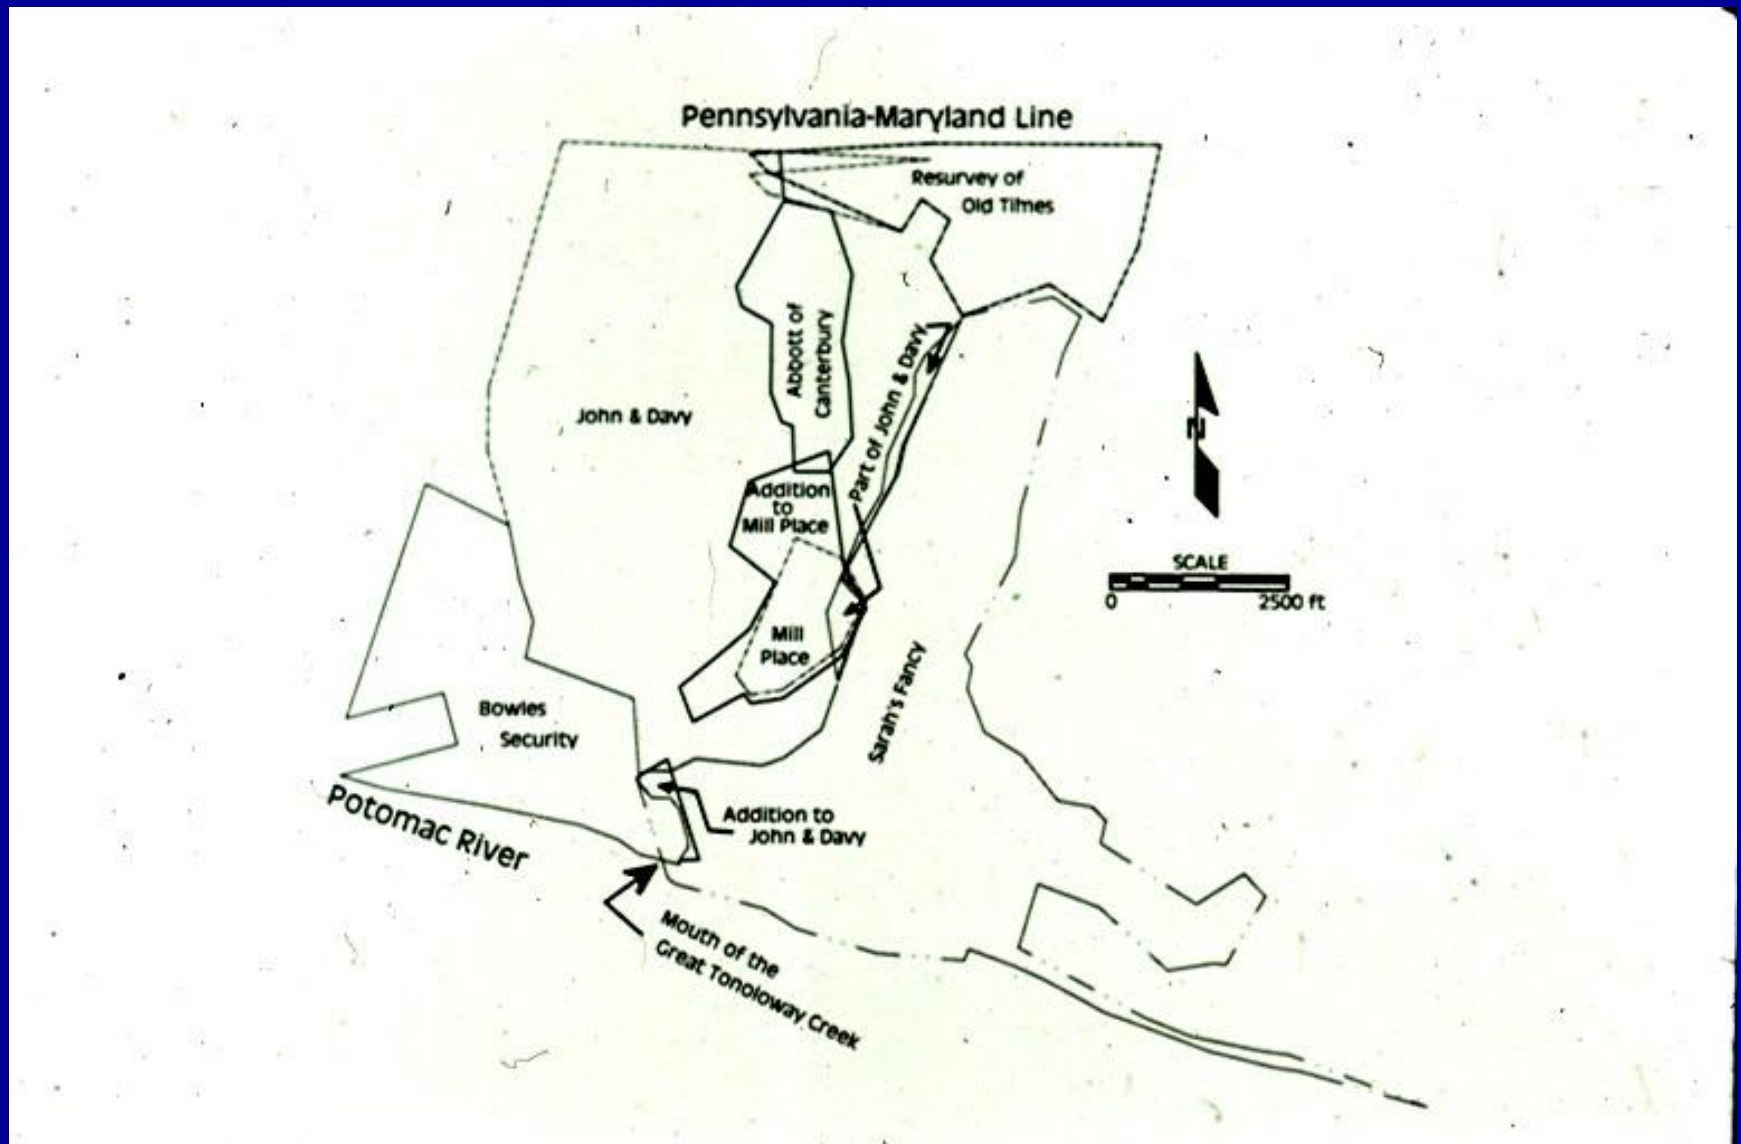 Pennsylvania-Maryland Line
Resurvey of
Old Times
Abbott of
Canterbury
Part of John & Davy
John & Davy
N
Addition
to
Mill Place
SCALE
0 2500 ft
Mill
Place
Sarah's Fancy
Bowles
Security
Potomac River
Addition to
John & Davy
Mouth of the
Great Tonoloway Creek